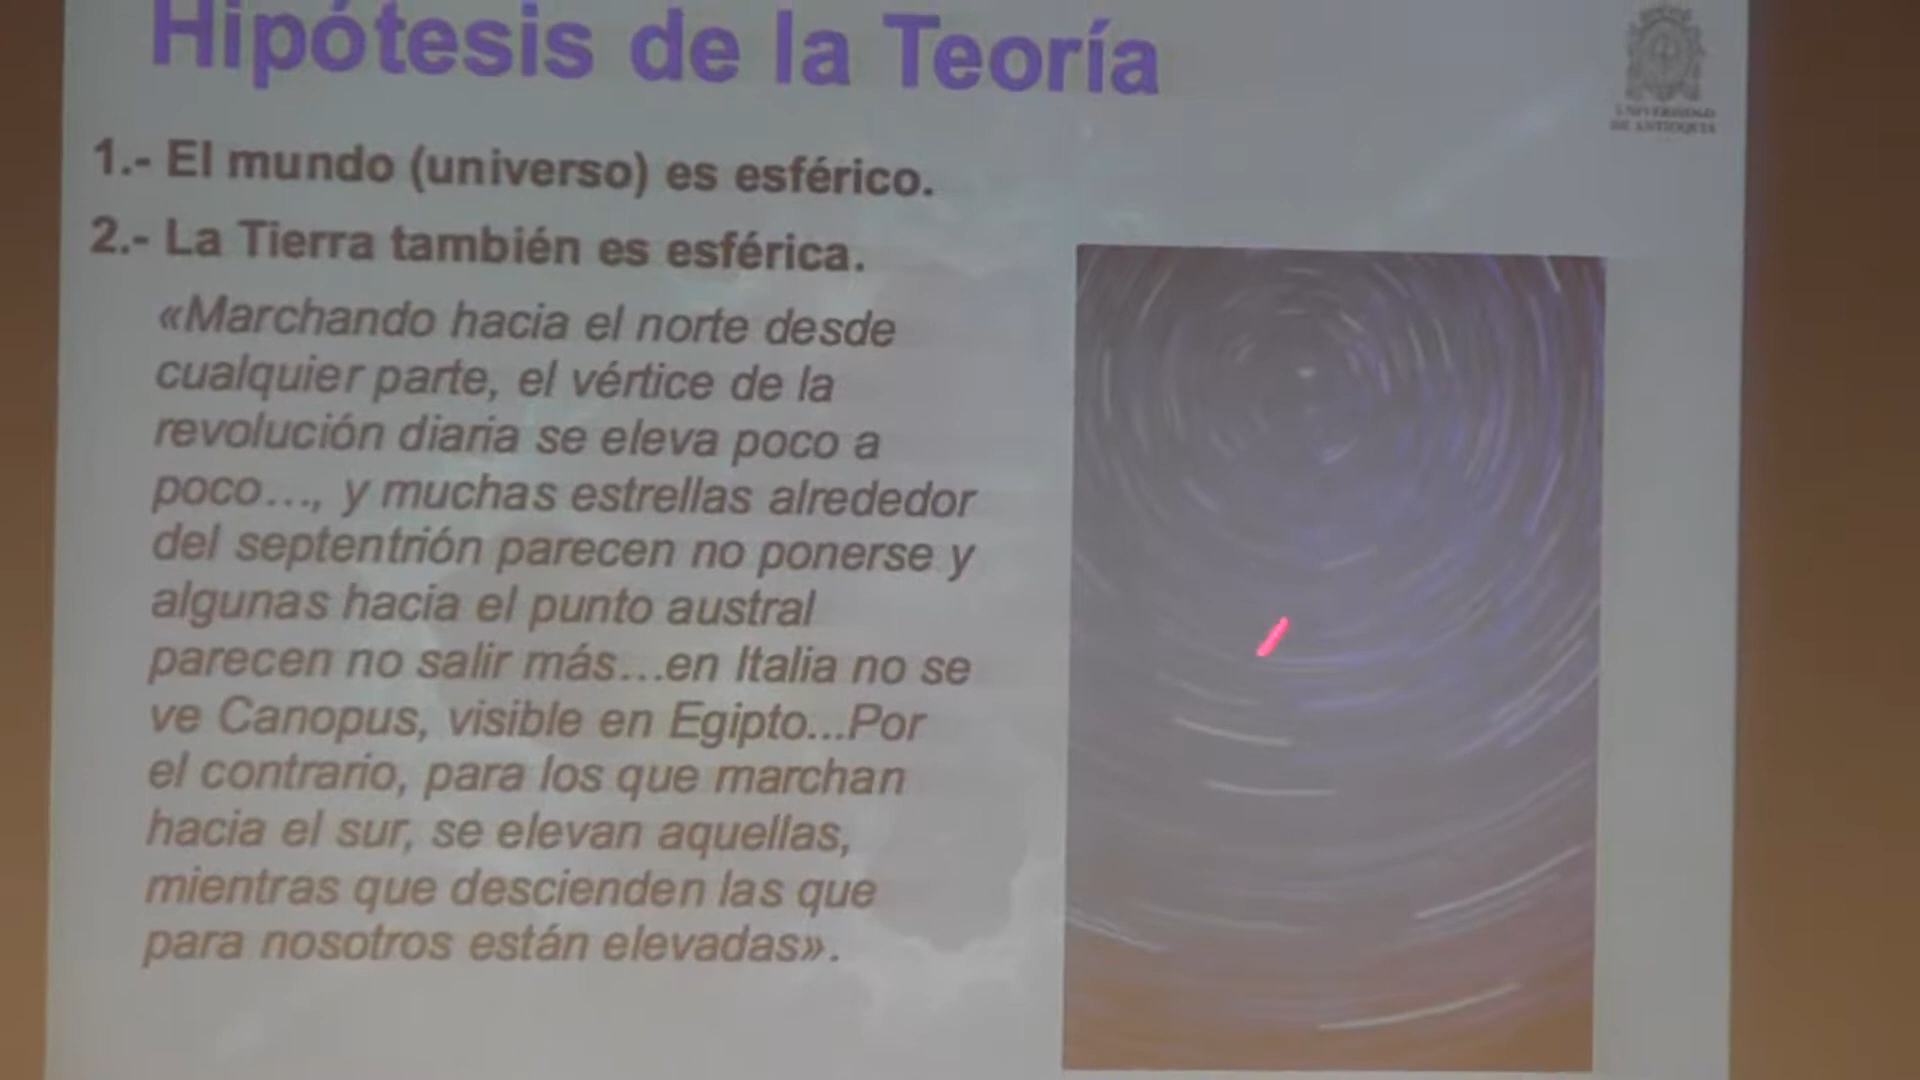 Hipótesis de la Teoría
UNIVERSIDAD
DE ANTIOQUIA
1.- El mundo (universo) es esférico.
2.- La Tierra también es esférica.
«Marchando hacia el norte desde
cualquier parte, el vértice de la
revolución diaria se eleva poco a
poco…, y muchas estrellas alrededor
del septentrión parecen no ponerse y
algunas hacia el punto austral
parecen no salir más…en Italia no se
ve Canopus, visible en Egipto...Por
el contrario, para los que marchan
hacia el sur, se elevan aquellas,
mientras que descienden las que
para nosotros están elevadas».